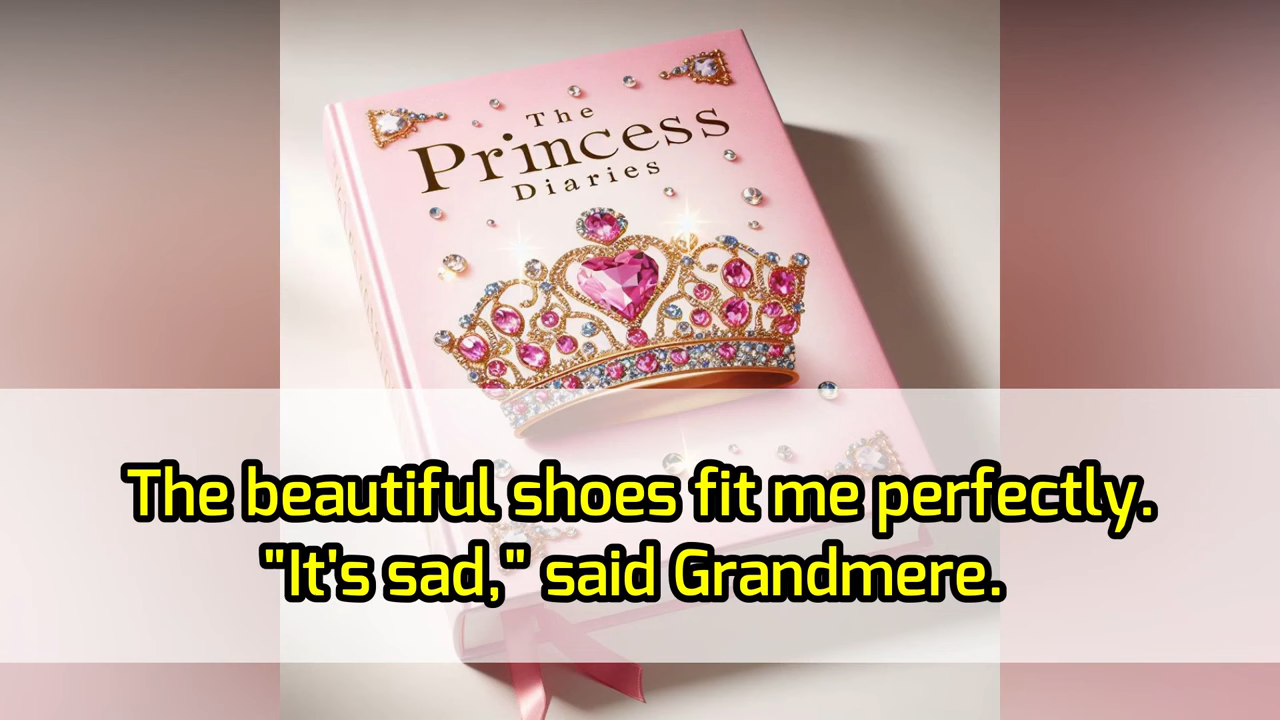 The
Princess
Diaries
The beautiful shoes fit me perfectly.
"It's sad," said Grandmere.